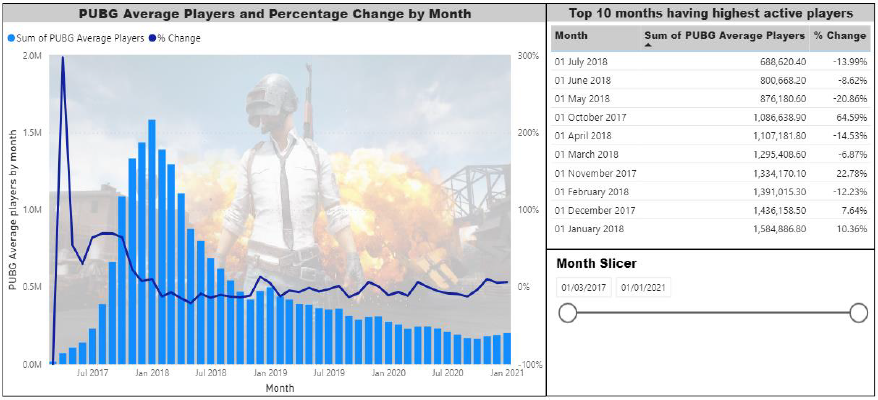 PUBG Average Players and Percentage Change by Month
Sum of PUBG Average Players % Change
2.0M
1.5M
1.0M
0.5M
0.0M
PUBG Average players by month
300%
200%
100%
0%
-100%
Jul 2017 Jan 2018 Jul 2018 Jan 2019 Jul 2019 Jan 2020 Jul 2020 Jan 2021
Month
Top 10 months having highest active players
Month Sum of PUBG Average Players % Change
01 July 2018 688,620.40 -13.99%
01 June 2018 800,668.20 -8.62%
01 May 2018 876,180.60 -20.86%
01 October 2017 1,086,638.90 64.59%
01 April 2018 1,107,181.80 -14.53%
01 March 2018 1,295,408.60 -6.87%
01 November 2017 1,334,170.10 22.78%
01 February 2018 1,391,015.30 -12.23%
01 December 2017 1,436,158.50 7.64%
01 January 2018 1,584,886.80 10.36%
Month Slicer
01/03/2017 01/01/2021